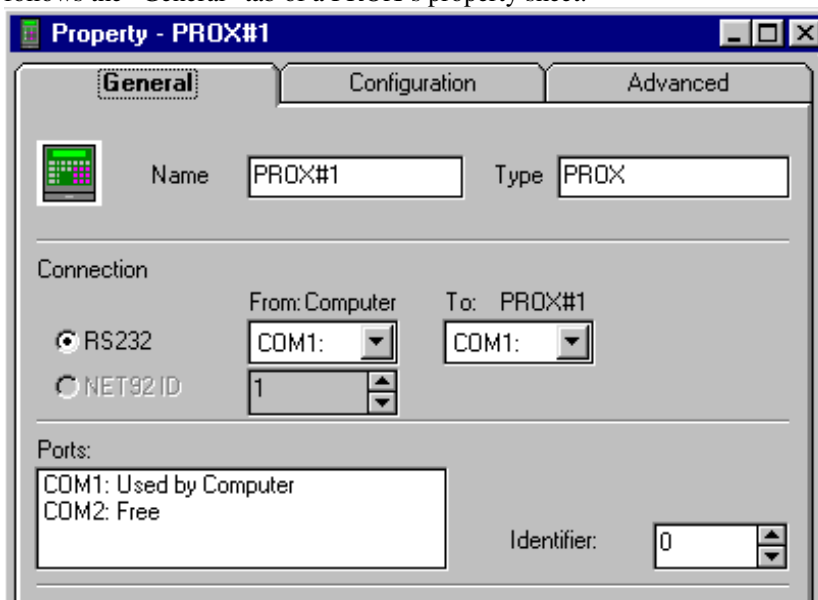 follows the "General" tab of a PROX's property sheet:
Property - PROX#1
General Configuration Advanced
Name PROX#1 Type PROX
Connection
From: Computer To: PROX#1
RS232 COM1: COM1:
NET92 ID 1
Ports:
COM1: Used by Computer
COM2: Free
Identifier: 0